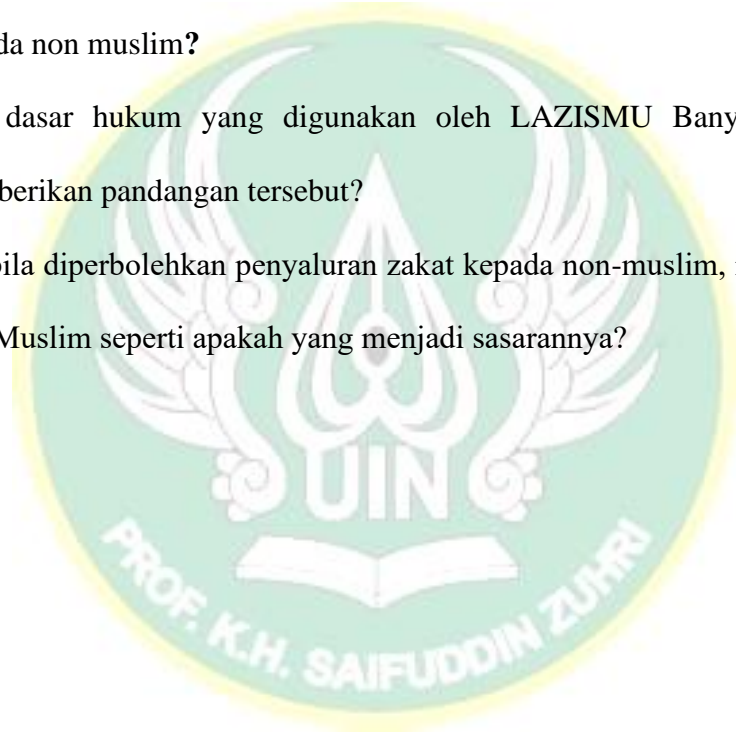 da non muslim?
dasar hukum yang digunakan oleh LAZISMU Bany
berikan pandangan tersebut?
bila diperbolehkan penyaluran zakat kepada non-muslim,
Muslim seperti apakah yang menjadi sasarannya?
UIN
PROF. K.H. SAIFUDDIN ZUHRI